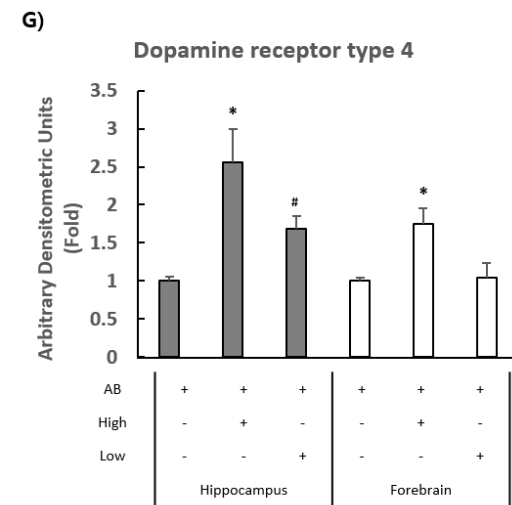 G)
Dopamine receptor type 4
Arbitrary Densitometric Units
(Fold)
3.5
3
2.5
2
1.5
1
0.5
0
*
#
*
AB + + + + + +
High - + - - + -
Low - - + - - +
Hippocampus Forebrain